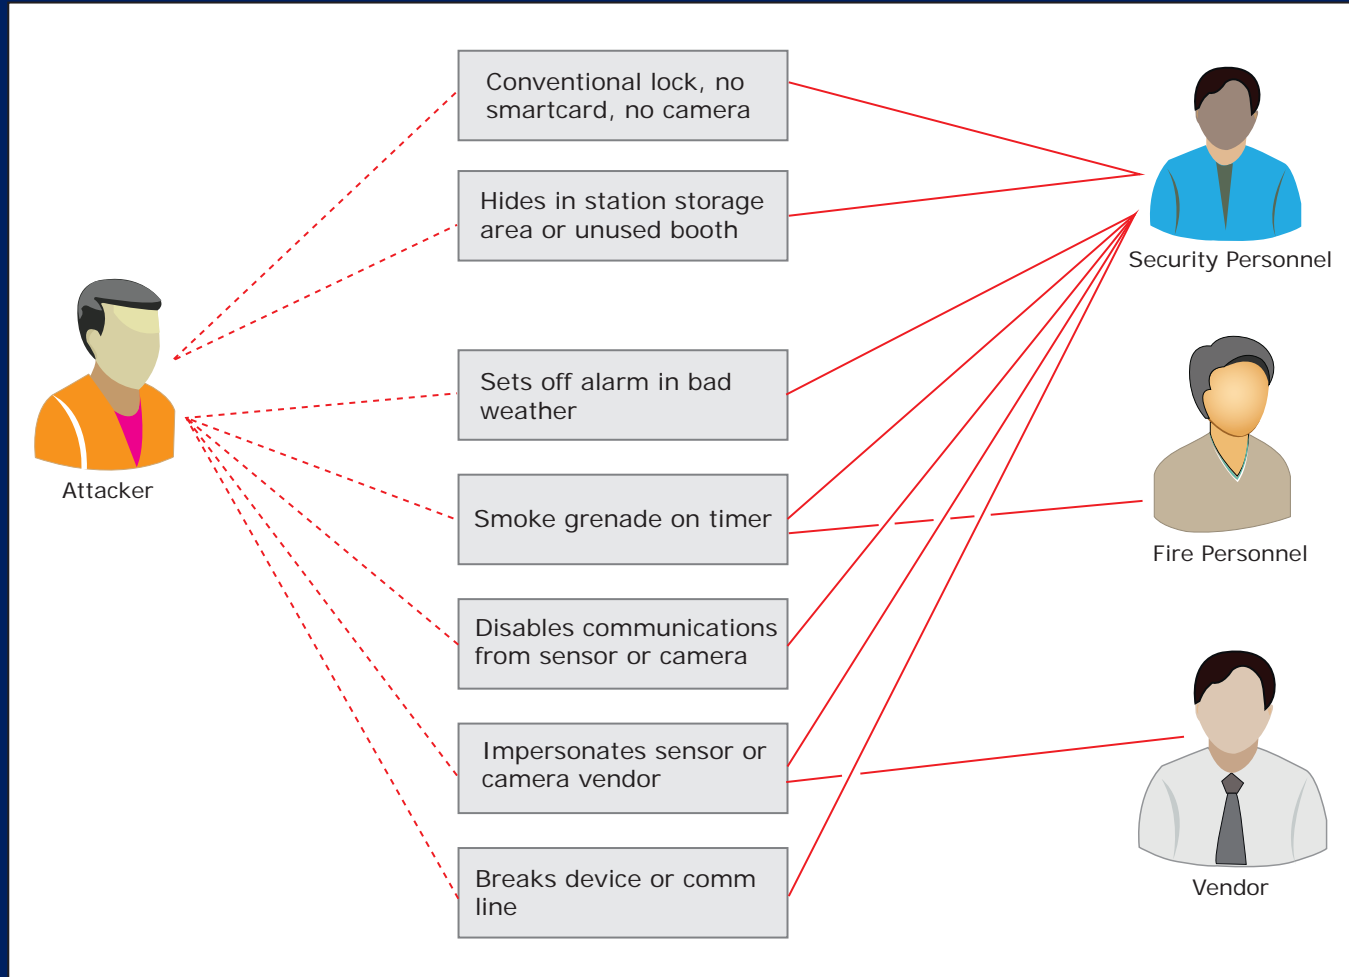 Conventional lock, no
smartcard, no camera
Hides in station storage
area or unused booth
Security Personnel
Sets off alarm in bad
weather
Attacker
Smoke grenade on timer
Fire Personnel
Disables communications
from sensor or camera
Impersonates sensor or
camera vendor
Breaks device or comm
line
Vendor